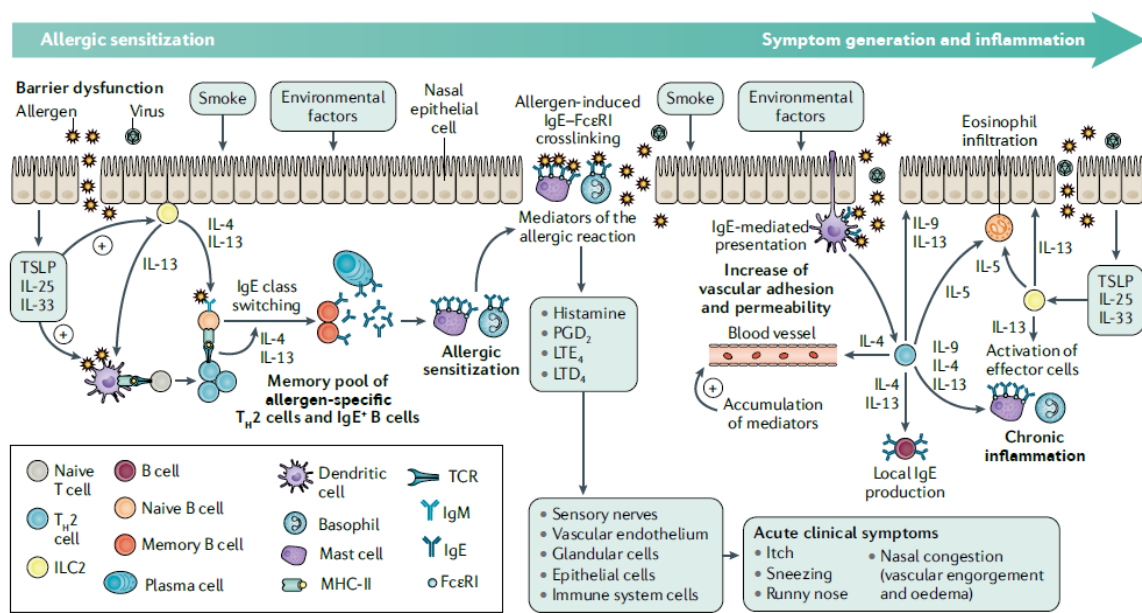 Allergic sensitization
Symptom generation and inflammation
Barrier dysfunction
Allergen
Virus
Smoke
Environmental
factors
Nasal
epithelial
cell
Allergen-induced
IgE–FcεRI
crosslinking
Smoke
Environmental
factors
Eosinophil
infiltration
TSLP
IL-25
IL-33
+
+
IL-13
IL-4
IL-13
IgE class
switching
IL-4
IL-13
Memory pool of
allergen-specific
TH2 cells and IgE+ B cells
Allergic
sensitization
Mediators of the
allergic reaction
• Histamine
• PGD2
• LTE4
• LTD4
IgE-mediated
presentation
Increase of
vascular adhesion
and permeability
Blood vessel
+
Accumulation
of mediators
IL-4
IL-9
IL-13
IL-5
IL-5
IL-13
IL-13
TSLP
IL-25
IL-33
Activation of
effector cells
IL-9
IL-4
IL-13
IL-4
IL-13
Local IgE
production
Chronic
inflammation
Naive
T cell
TH2
cell
ILC2
B cell
Naive B cell
Memory B cell
Plasma cell
Dendritic
cell
Basophil
Mast cell
MHC-II
TCR
IgM
IgE
FcεRI
• Sensory nerves
• Vascular endothelium
• Glandular cells
• Epithelial cells
• Immune system cells
Acute clinical symptoms
• Itch
• Sneezing
• Runny nose
• Nasal congestion
(vascular engorgement
and oedema)